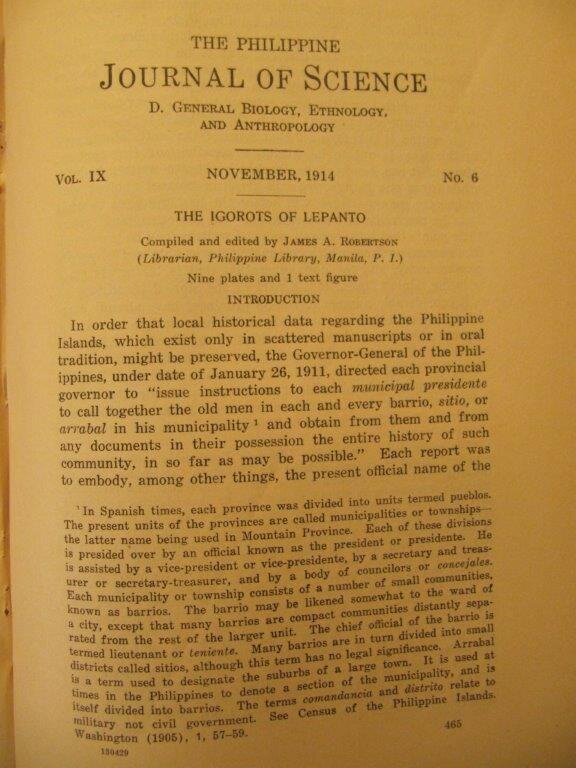 THE PHILIPPINE
JOURNAL OF SCIENCE
D. GENERAL BIOLOGY, ETHNOLOGY,
AND ANTHROPOLOGY
VOL. IX NOVEMBER, 1914 No. 6
THE IGOROTS OF LEPANTO
Compiled and edited by JAMES A. ROBERTSON
(Librarian, Philippine Library, Manila, P. I.)
Nine plates and 1 text figure
INTRODUCTION
In order that local historical data regarding the Philippine
Islands, which exist only in scattered manuscripts or in oral
tradition, might be preserved, the Governor-General of the Phil-
ippines, under date of January 26, 1911, directed each provincial
governor to "issue instructions to each municipal presidente
to call together the old men in each and every barrio, sitio, or
arrabal in his municipality ¹ and obtain from them and from
any documents in their possession the entire history of such
community, in so far as may be possible." Each report was
to embody, among other things, the present official name of the
¹ In Spanish times, each province was divided into units termed pueblos.
The present units of the provinces are called municipalities or townships—
the latter name being used in Mountain Province. Each of these divisions
is presided over by an official known as the president or presidente. He
is assisted by a vice-president or vice-presidente, by a secretary and treas-
urer or secretary-treasurer, and by a body of councilors or concejales.
Each municipality or township consists of a number of small communities,
known as barrios. The barrio may be likened somewhat to the ward of
a city, except that many barrios are compact communities distantly sepa-
rated from the rest of the larger unit. The chief official of the barrio is
termed lieutenant or teniente. Many barrios are in turn divided into small
districts called sitios, although this term has no legal significance. Arrabal
is a term used to designate the suburbs of a large town. It is used at
times in the Philippines to denote a section of the municipality, and is
itself divided into barrios. The terms comandancia and distrito relate to
military not civil government. See Census of the Philippine Islands.
Washington (1905), 1, 57–59.
130429 465